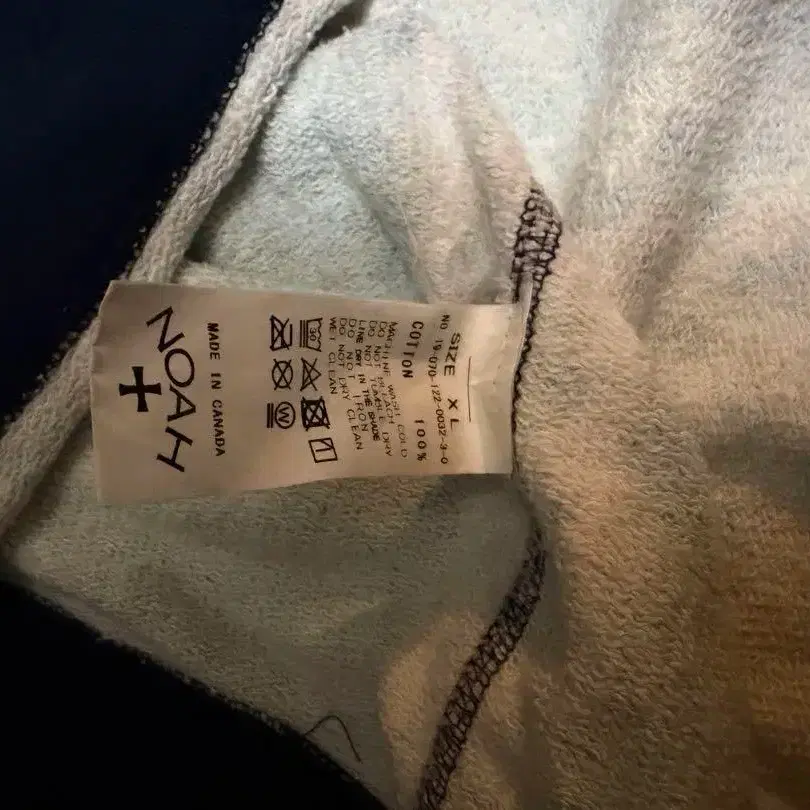 SIZE XL
NO 19-070-122-0032-3-0
COTTON 100%
MACHINE WASH COLD
DO NOT BLEACH
DO NOT TUMBLE DRY
LINE DRY IN THE SHADE
DO NOT IRON
DO NOT DRY CLEAN
WET CLEAN
30
W
MADE IN CANADA
NOAH